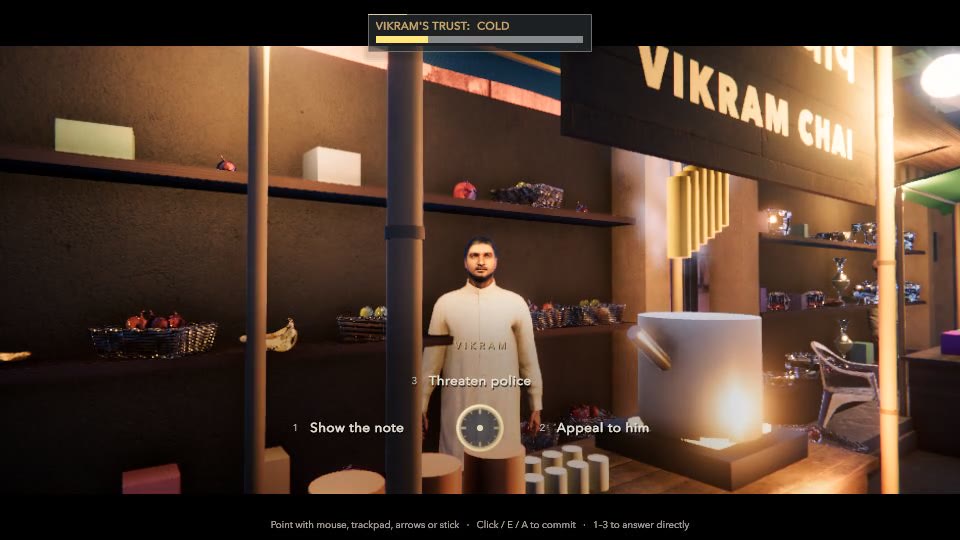 VIKRAM'S TRUST: COLD
VIKRAM CHAI
VIKRAM
3 Threaten police
1 Show the note
2 Appeal to him
Point with mouse, trackpad, arrows or stick · Click / E / A to commit · 1–3 to answer directly